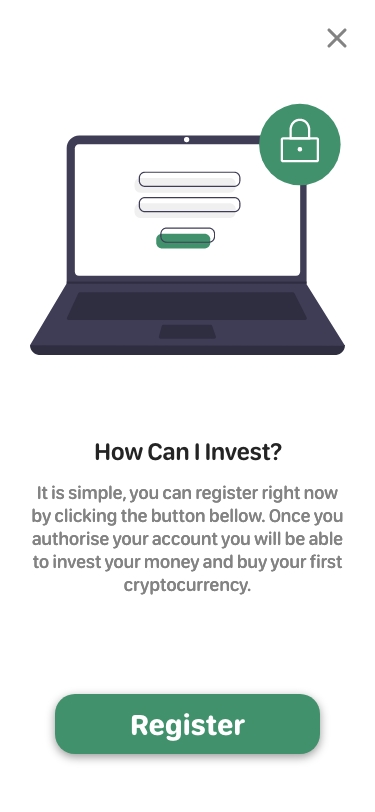 How Can I Invest?
It is simple, you can register right now
by clicking the button bellow. Once you
authorise your account you will be able
to invest your money and buy your first
cryptocurrency.
Register